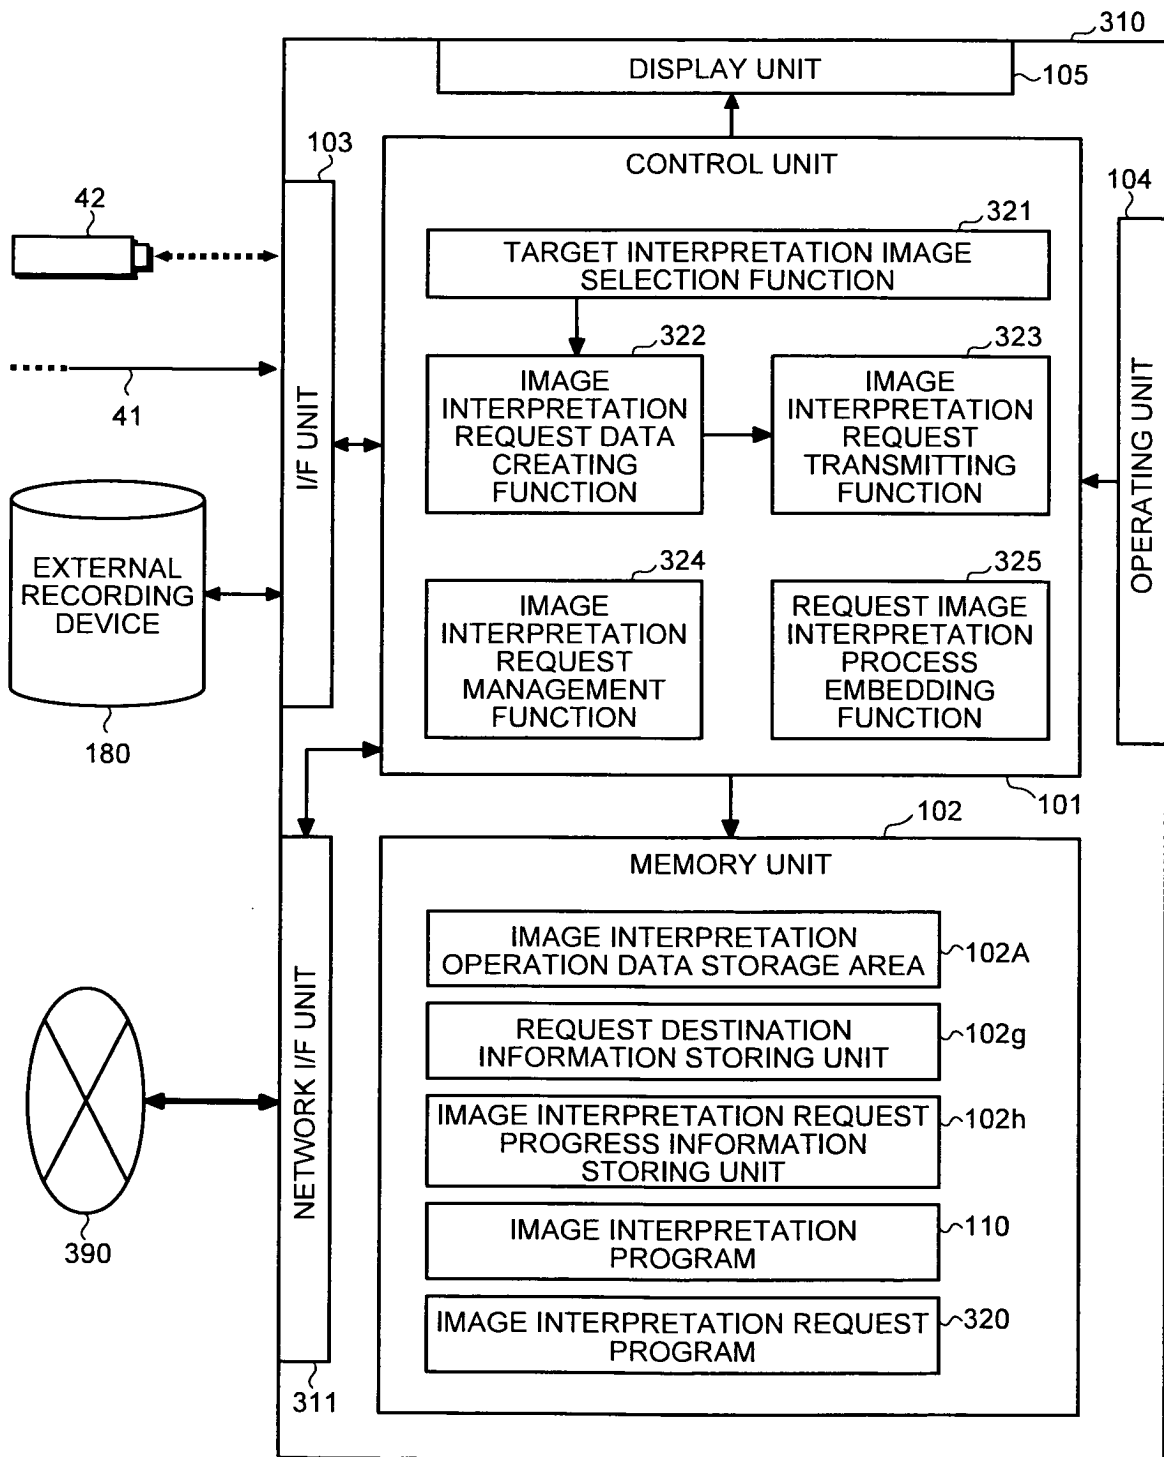 310
DISPLAY UNIT
105
103
CONTROL UNIT
104
42
321
TARGET INTERPRETATION IMAGE
SELECTION FUNCTION
322
323
IMAGE
INTERPRETATION
REQUEST DATA
CREATING
FUNCTION
IMAGE
INTERPRETATION
REQUEST
TRANSMITTING
FUNCTION
41
I/F UNIT
OPERATING UNIT
EXTERNAL
RECORDING
DEVICE
180
324
325
IMAGE
INTERPRETATION
REQUEST
MANAGEMENT
FUNCTION
REQUEST IMAGE
INTERPRETATION
PROCESS
EMBEDDING
FUNCTION
101
102
MEMORY UNIT
IMAGE INTERPRETATION
OPERATION DATA STORAGE AREA
102A
REQUEST DESTINATION
INFORMATION STORING UNIT
102g
IMAGE INTERPRETATION REQUEST
PROGRESS INFORMATION
STORING UNIT
102h
IMAGE INTERPRETATION
PROGRAM
110
IMAGE INTERPRETATION REQUEST
PROGRAM
320
NETWORK I/F UNIT
390
311